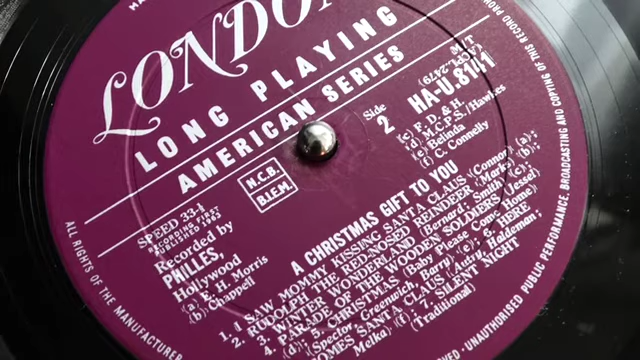 LONDON
LONG PLAYING
AMERICAN SERIES
Side
2
HA-U.8141
(e) F. D. & H.
(d) M.C.P.S./Hawkes
(e) Belinda
(f) C. Connelly
N.C.B.
B.I.E.M.
SPEED 33⅓
RECORDING FIRST
PUBLISHED 1963
Recorded by
PHILLES,
Hollywood
(a) E. H. Morris
(b) Chappell
A CHRISTMAS GIFT TO YOU
1. I SAW MOMMY KISSING SANTA CLAUS (Connor) (a);
2. RUDOLPH THE RED-NOSED REINDEER (Marks) (b);
3. WINTER WONDERLAND (Bernard; Smith) (c);
4. PARADE OF THE WOODEN SOLDIERS (Jessel)
(d); 5. CHRISTMAS (Baby Please Come Home)
(Spector; Greenwich, Barry) (e); 6. HERE
COMES SANTA CLAUS (Autry; Haldeman;
Melka) (f); 7. SILENT NIGHT
(Traditional)
ALL RIGHTS OF THE MANUFACTURER
UNAUTHORISED PUBLIC PERFORMANCE, BROADCASTING AND COPYING OF THIS RECORD